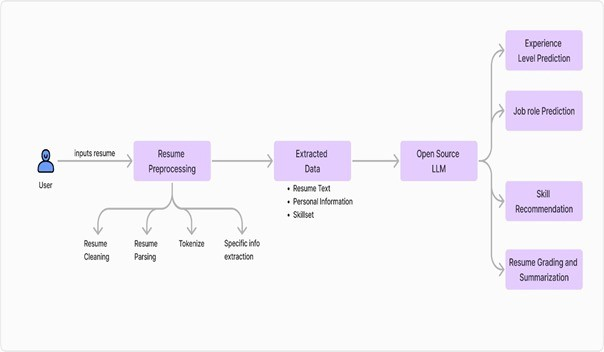 inputs resume
User
Resume
Preprocessing
Resume
Cleaning
Resume
Parsing
Tokenize
Specific info
extraction
Extracted
Data
• Resume Text
• Personal Information
• Skillset
Open Source
LLM
Experience
Level Prediction
Job role Prediction
Skill
Recommendation
Resume Grading and
Summarization